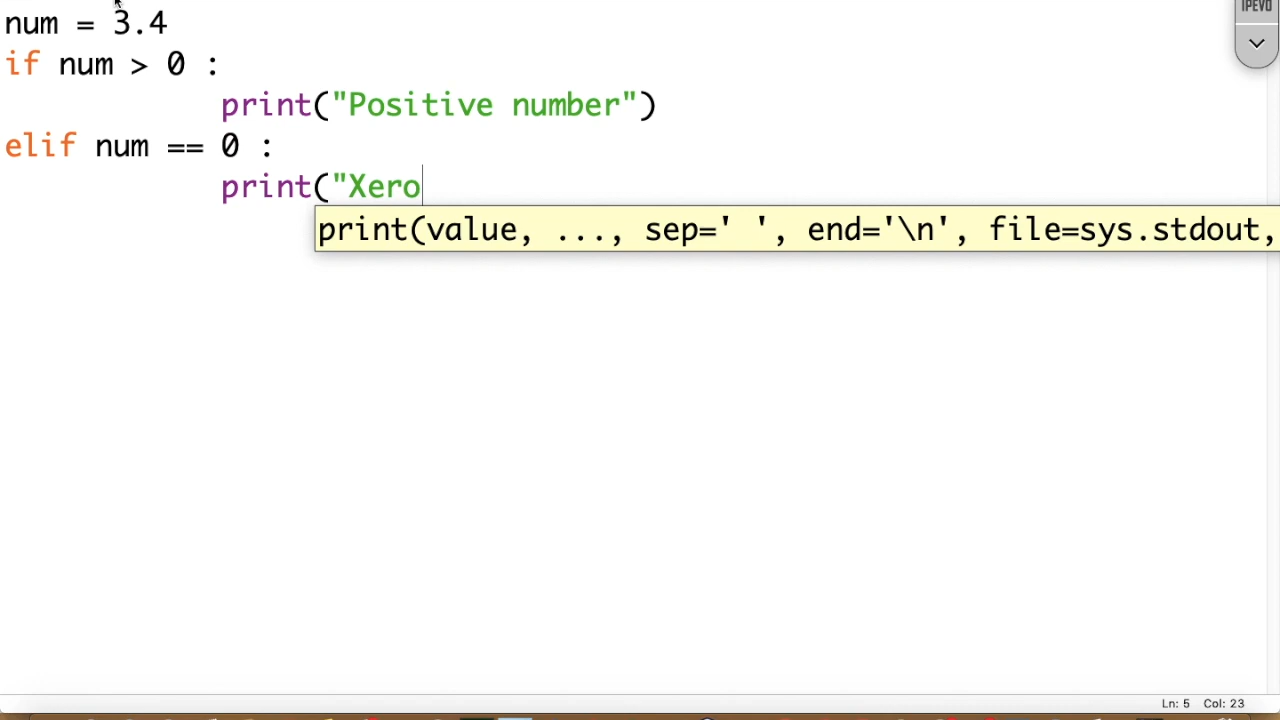 IPEVO
num = 3.4
if num > 0 :
            print("Positive number")
elif num == 0 :
            print("Xero
print(value, ..., sep=' ', end='\n', file=sys.stdout,
Ln: 5 Col: 23